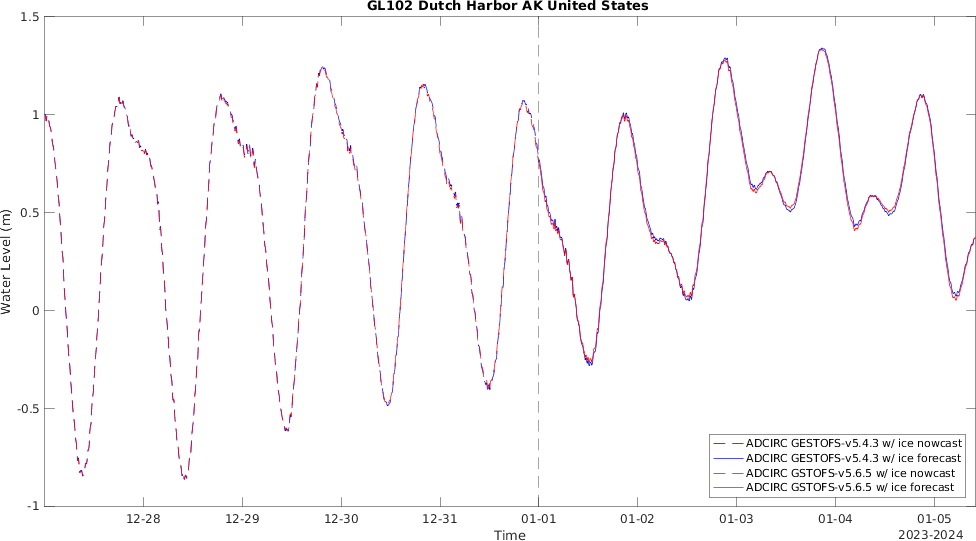 GL102 Dutch Harbor AK United States
1.5
1
0.5
0
-0.5
-1
Water Level (m)
12-28
12-29
12-30
12-31
01-01
01-02
01-03
01-04
01-05
Time
2023-2024
ADCIRC GESTOFS-v5.4.3 w/ ice nowcast
ADCIRC GESTOFS-v5.4.3 w/ ice forecast
ADCIRC GSTOFS-v5.6.5 w/ ice nowcast
ADCIRC GSTOFS-v5.6.5 w/ ice forecast